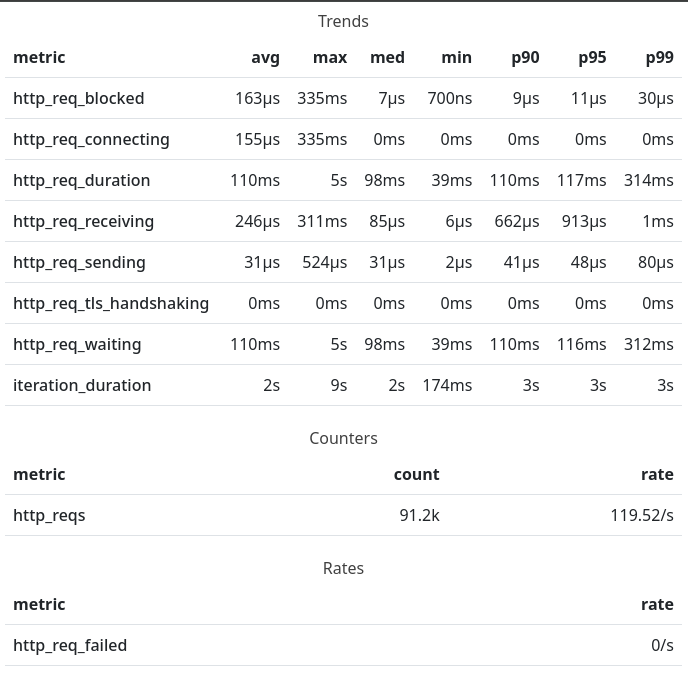 Trends
metric avg max med min p90 p95 p99
http_req_blocked 163µs 335ms 7µs 700ns 9µs 11µs 30µs
http_req_connecting 155µs 335ms 0ms 0ms 0ms 0ms 0ms
http_req_duration 110ms 5s 98ms 39ms 110ms 117ms 314ms
http_req_receiving 246µs 311ms 85µs 6µs 662µs 913µs 1ms
http_req_sending 31µs 524µs 31µs 2µs 41µs 48µs 80µs
http_req_tls_handshaking 0ms 0ms 0ms 0ms 0ms 0ms 0ms
http_req_waiting 110ms 5s 98ms 39ms 110ms 116ms 312ms
iteration_duration 2s 9s 2s 174ms 3s 3s 3s
Counters
metric count rate
http_reqs 91.2k 119.52/s
Rates
metric rate
http_req_failed 0/s